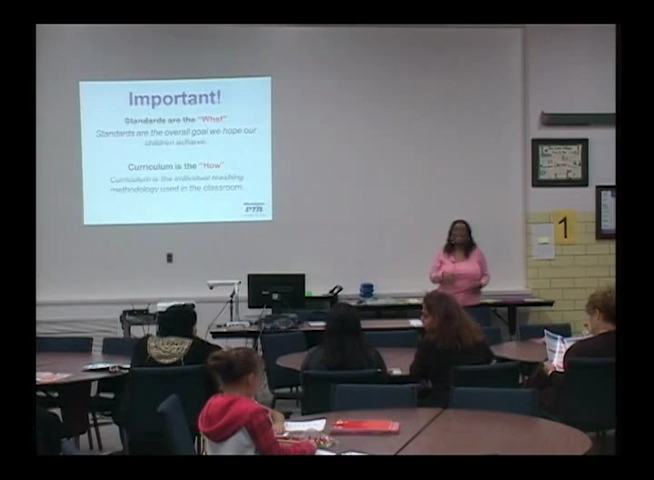 Important!
Standards are the "What"
Standards are the overall goal we hope our
children achieve.
Curriculum is the "How"
Curriculum is the individual teaching
methodology used in the classroom.
PTA
1